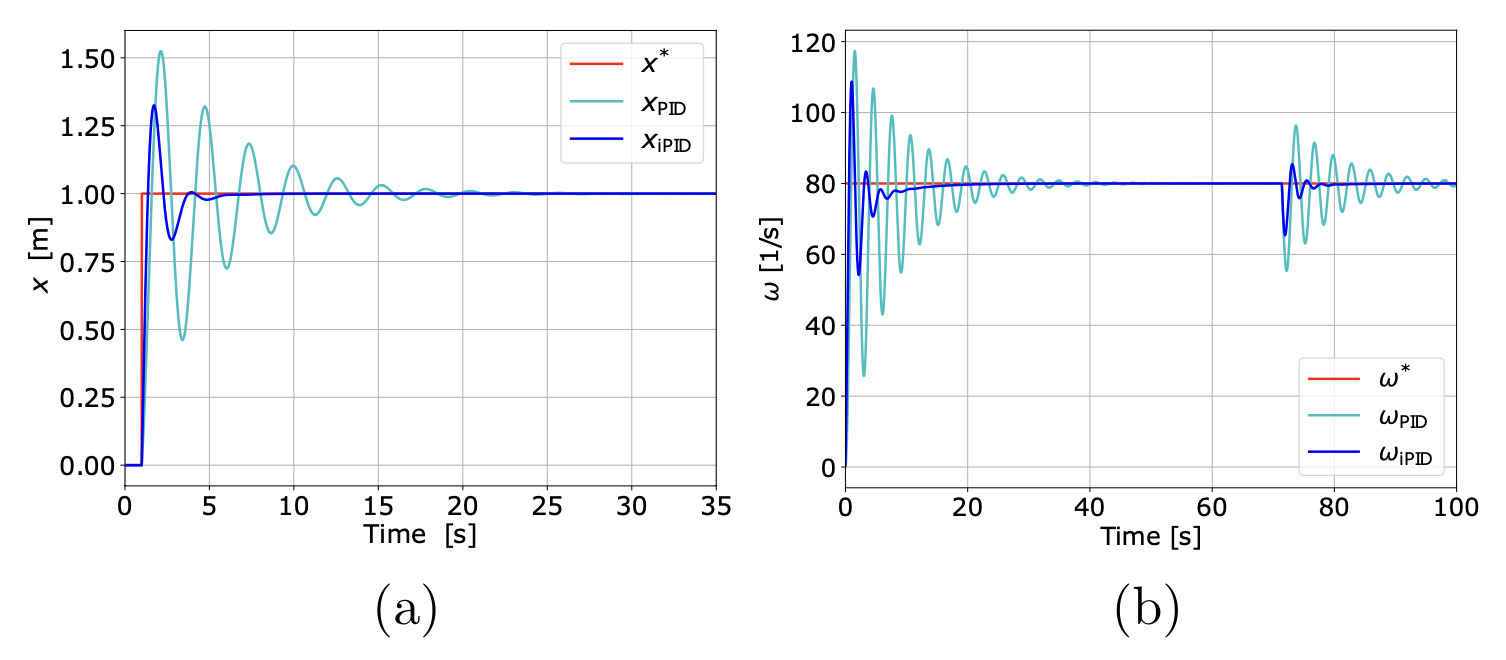 1.50
1.25
1.00
0.75
0.50
0.25
0.00
x [m]
0 5 10 15 20 25 30 35
Time [s]
x*
xPID
xiPID
(a)
120
100
80
60
40
20
0
ω [1/s]
0 20 40 60 80 100
Time [s]
ω*
ωPID
ωiPID
(b)